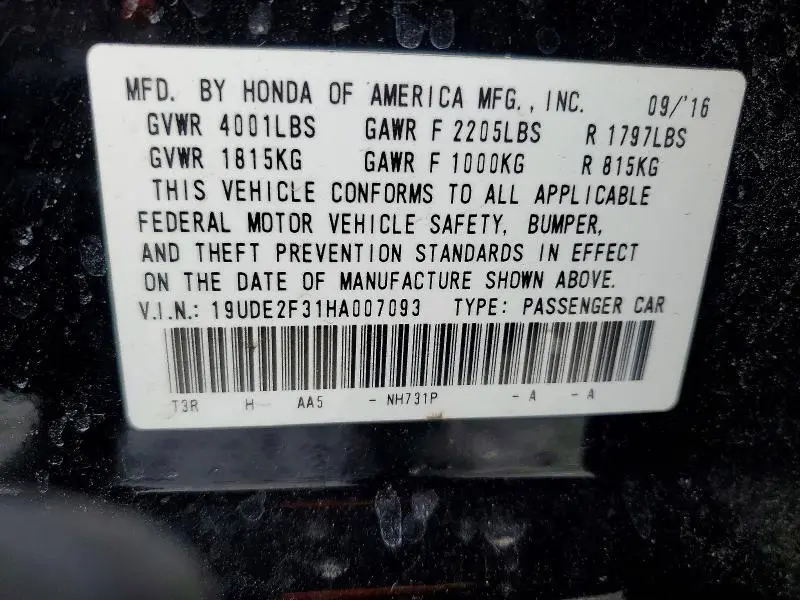 MFD. BY HONDA OF AMERICA MFG., INC. 09/'16
GVWR 4001LBS GAWR F 2205LBS R 1797LBS
GVWR 1815KG GAWR F 1000KG R 815KG
THIS VEHICLE CONFORMS TO ALL APPLICABLE
FEDERAL MOTOR VEHICLE SAFETY, BUMPER,
AND THEFT PREVENTION STANDARDS IN EFFECT
ON THE DATE OF MANUFACTURE SHOWN ABOVE.
V.I.N.: 19UDE2F31HA007093 TYPE: PASSENGER CAR
T3R H AA5 - NH731P - A - A